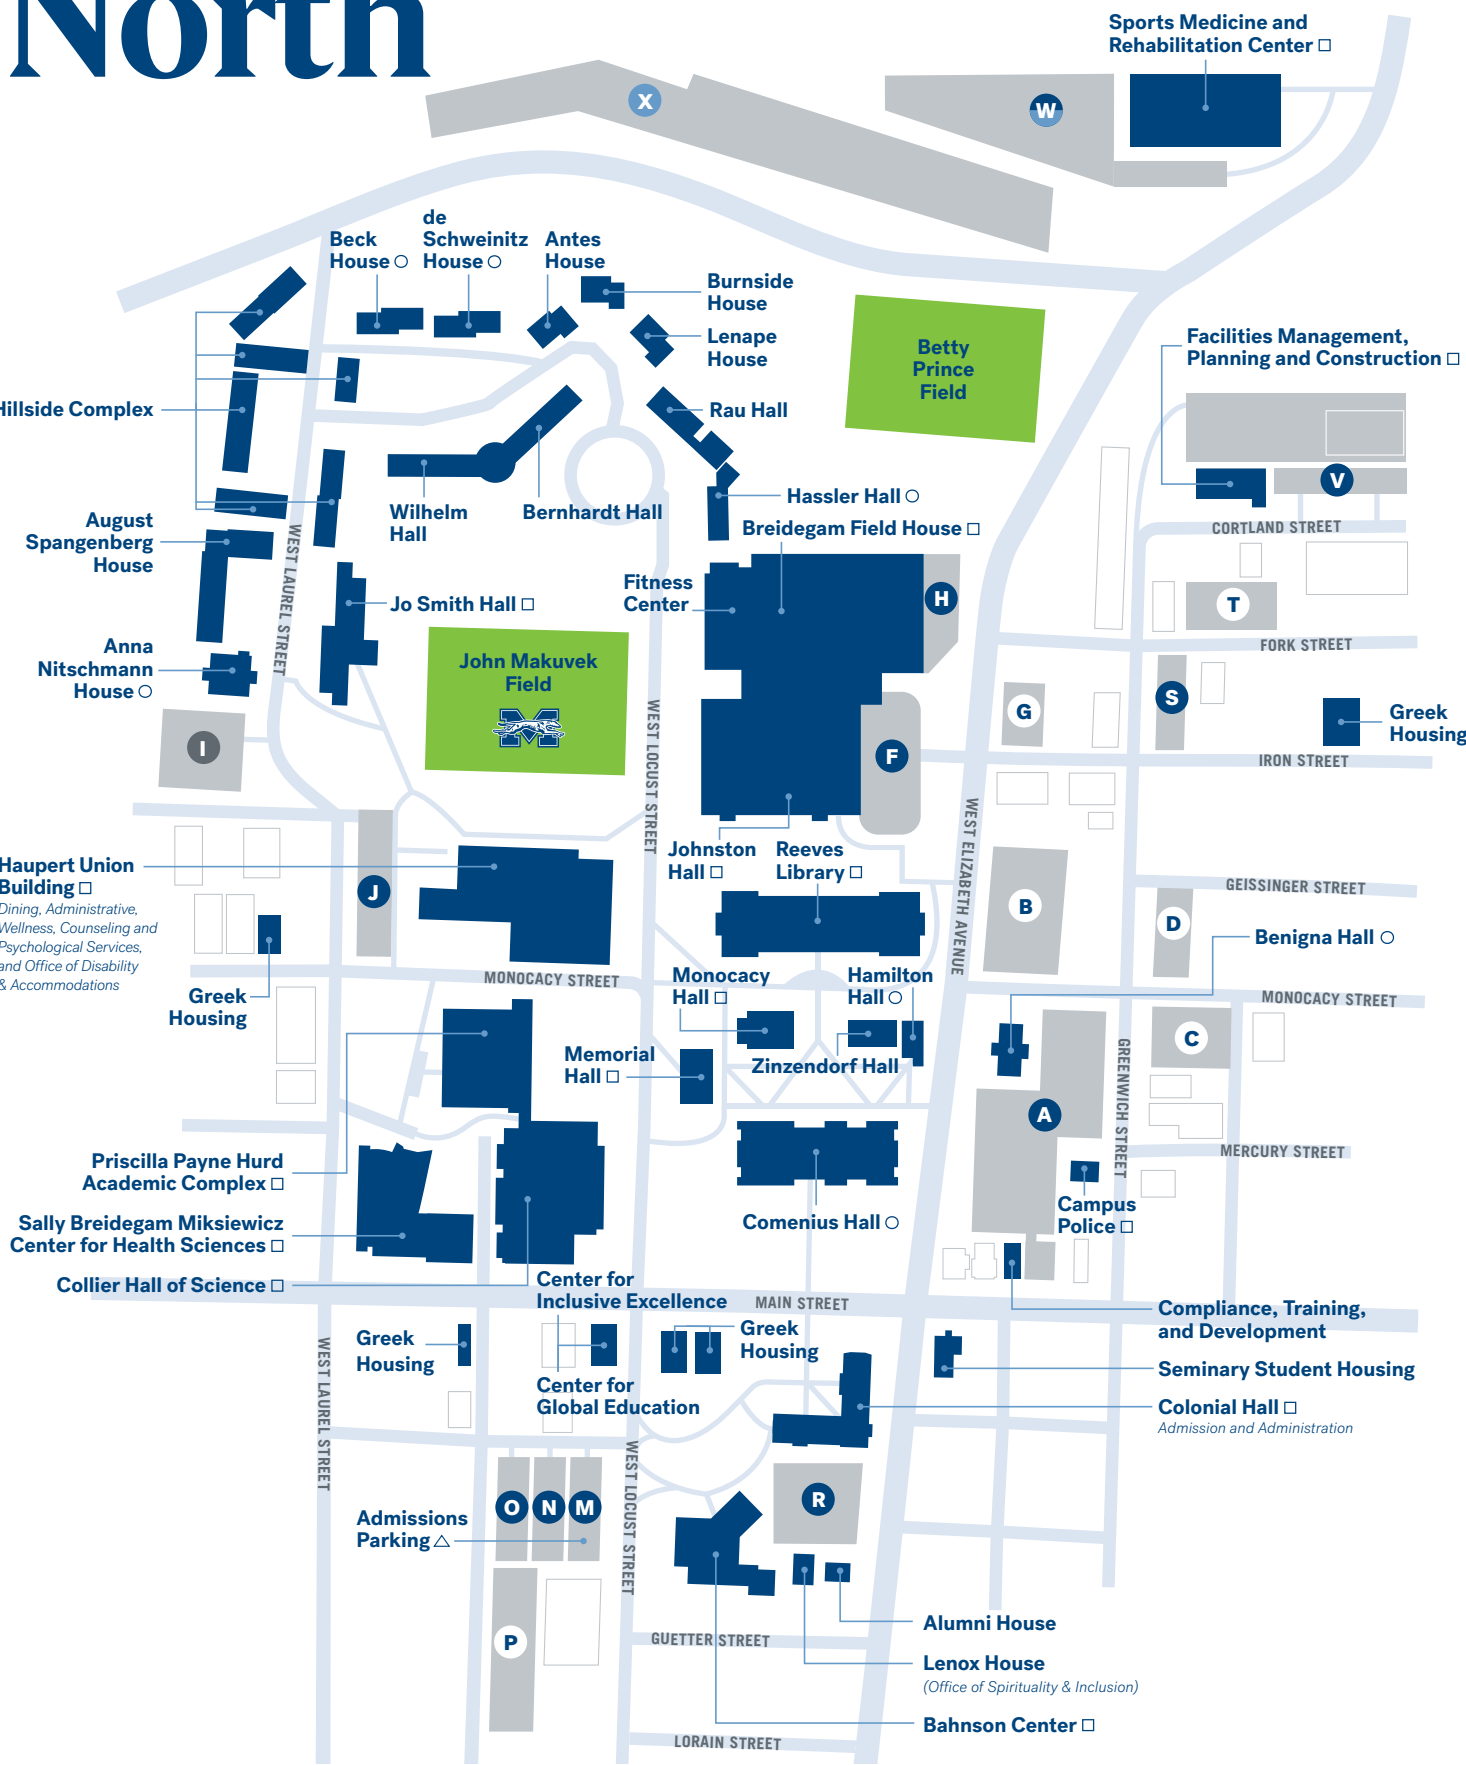 North
Sports Medicine and
Rehabilitation Center
X
W
de
Beck
Schweinitz
Antes
House
House
House
Burnside
House
Lenape
House
Betty
Prince
Field
Facilities Management,
Planning and Construction
Hillside Complex
Rau Hall
V
Hassler Hall
Wilhelm
Hall
Bernhardt Hall
August
Spangenberg
House
Breidegam Field House
CORTLAND STREET
WEST LAUREL STREET
Fitness
Center
H
Jo Smith Hall
T
Anna
Nitschmann
House
FORK STREET
John Makuvek
Field
M
S
G
Greek
Housing
WEST LOCUST STREET
I
F
IRON STREET
WEST ELIZABETH AVENUE
Haupert Union
Building
Dining, Administrative,
Wellness, Counseling and
Psychological Services,
and Office of Disability
& Accommodations
Johnston
Hall
Reeves
Library
J
GEISSINGER STREET
B
D
Benigna Hall
MONOCACY STREET
Monocacy
Hall
Hamilton
Hall
Greek
Housing
MONOCACY STREET
C
Memorial
Hall
Zinzendorf Hall
GREENWICH STREET
A
Priscilla Payne Hurd
Academic Complex
MERCURY STREET
Campus
Police
Sally Breidegam Miksiewicz
Center for Health Sciences
Comenius Hall
Collier Hall of Science
Center for
Inclusive Excellence
MAIN STREET
Compliance, Training,
and Development
Greek
Housing
Greek
Housing
WEST LAUREL STREET
Seminary Student Housing
Center for
Global Education
Colonial Hall
Admission and Administration
WEST LOCUST STREET
O
N
M
R
Admissions
Parking
Alumni House
P
GUETTER STREET
Lenox House
(Office of Spirituality & Inclusion)
Bahnson Center
LORAIN STREET